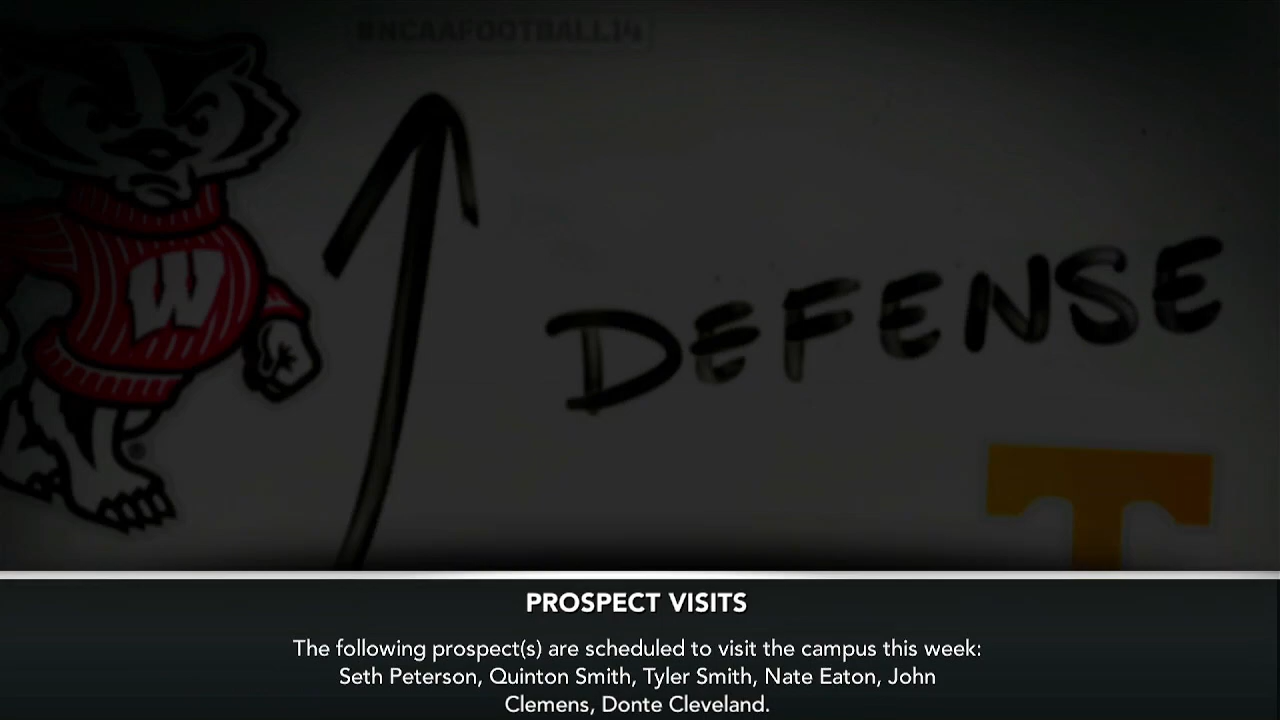 #NCAAFOOTBALL14
W
DEFENSE
T
PROSPECT VISITS
The following prospect(s) are scheduled to visit the campus this week:
Seth Peterson, Quinton Smith, Tyler Smith, Nate Eaton, John
Clemens, Donte Cleveland.